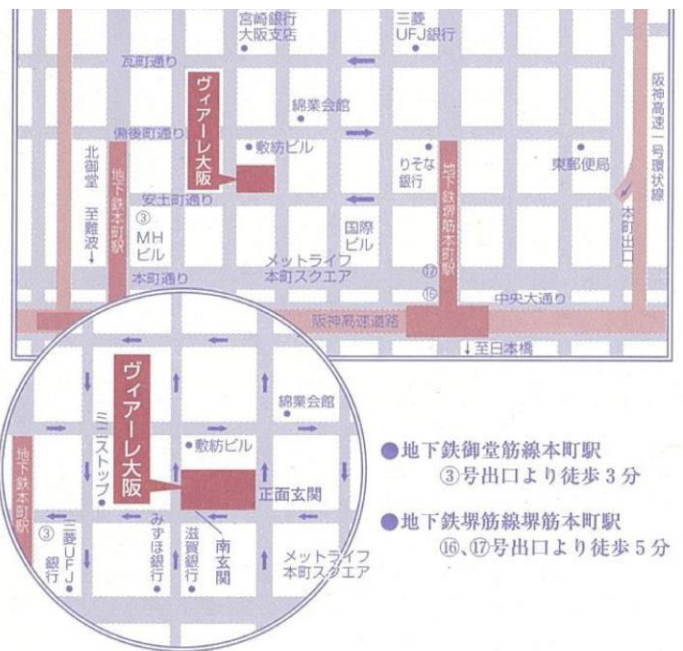 宮崎銀行
大阪支店
三菱
UFJ銀行
瓦町通り
ヴィアーレ大阪
綿業会館
阪神高速一号環状線
備後町通り
敷紡ビル
りそな
銀行
東郵便局
北御堂
至難波↓
地下鉄本町駅
地下鉄堺筋本町駅
安土町通り
③
MH
ビル
国際
ビル
本町出口
メットライフ
本町スクエア
本町通り
⑰
⑯
中央大通り
阪神高速道路
↓至日本橋
ヴィアーレ大阪
綿業会館
ミニストップ
敷紡ビル
地下鉄本町駅
正面玄関
③
三菱UFJ
銀行
みずほ銀行
滋賀銀行
南玄関
メットライフ
本町スクエア
●地下鉄御堂筋線本町駅
③号出口より徒歩3分
●地下鉄堺筋線堺筋本町駅
⑯、⑰号出口より徒歩5分